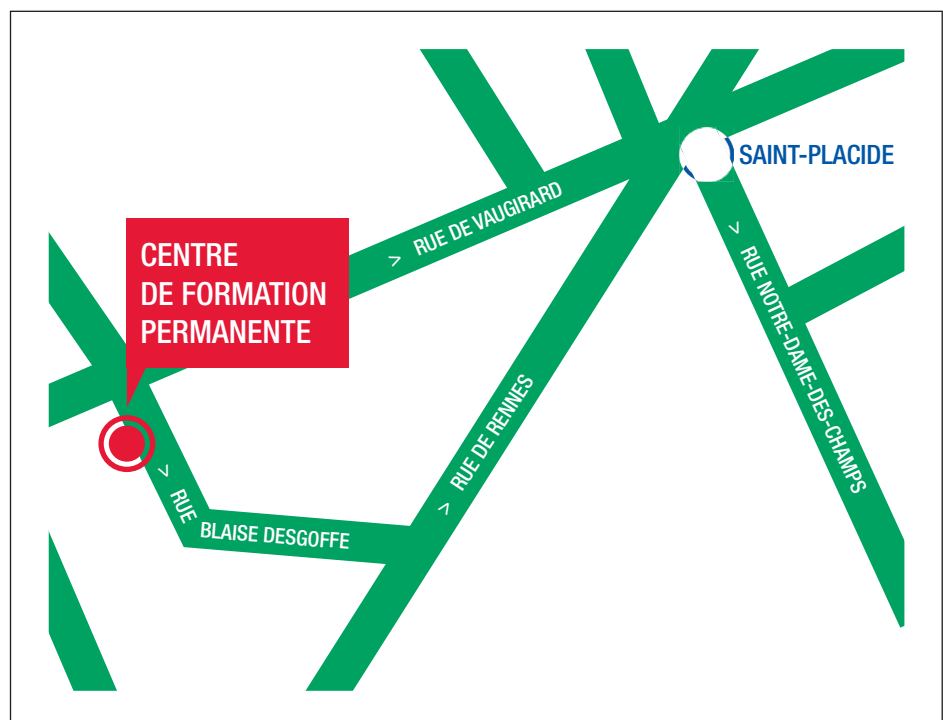 SAINT-PLACIDE
> RUE DE VAUGIRARD
CENTRE
DE FORMATION
PERMANENTE
> RUE NOTRE-DAME-DES-CHAMPS
> RUE DE RENNES
> RUE
BLAISE DESGOFFE